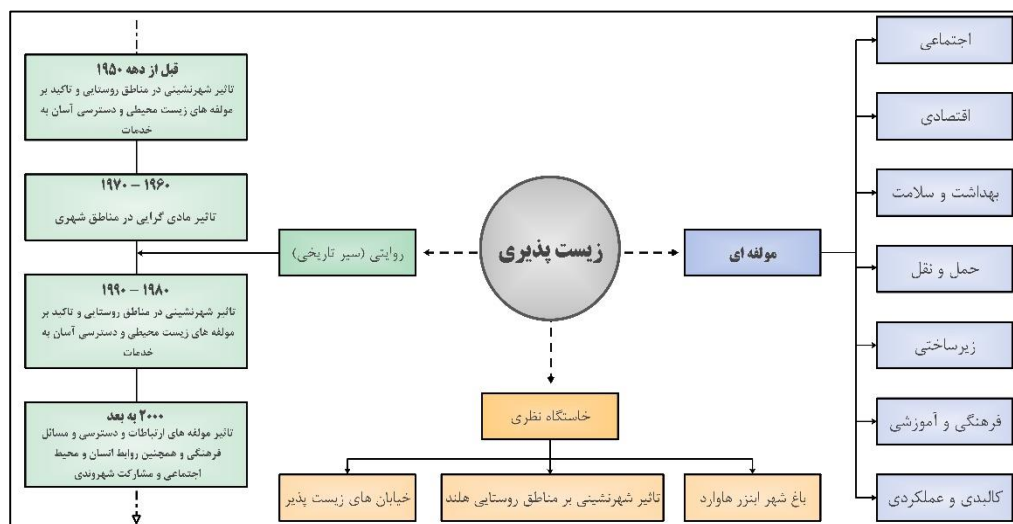 اجتماعی
اقتصادی
بهداشت و سلامت
حمل و نقل
زیرساختی
فرهنگی و آموزشی
کالبدی و عملکردی
مولفه ای
زیست پذیری
روایتی (سیر تاریخی)
قبل از دهه ۱۹۵۰
تاثیر شهرنشینی در مناطق روستایی و تاکید بر
مولفه های زیست محیطی و دسترسی آسان به
خدمات
۱۹۶۰ – ۱۹۷۰
تاثیر مادی گرایی در مناطق شهری
۱۹۸۰ – ۱۹۹۰
تاثیر شهرنشینی در مناطق روستایی و تاکید بر
مولفه های زیست محیطی و دسترسی آسان به
خدمات
۲۰۰۰ به بعد
تاثیر مولفه های ارتباطات و دسترسی و مسائل
فرهنگی و همچنین روابط انسان و محیط
اجتماعی و مشارکت شهروندی
خاستگاه نظری
باغ شهر ابنزر هاوارد
تاثیر شهرنشینی بر مناطق روستایی هلند
خیابان های زیست پذیر